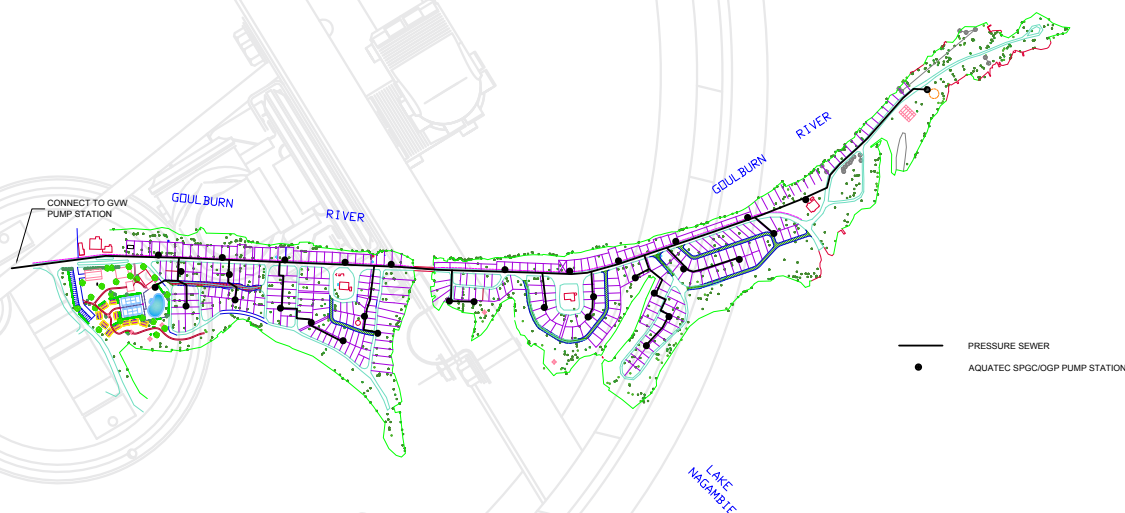 GOULBURN
RIVER
GOULBURN
RIVER
CONNECT TO GVW
PUMP STATION
PRESSURE SEWER
AQUATEC SPGC/OGP PUMP STATION
LAKE
NAGAMBIE